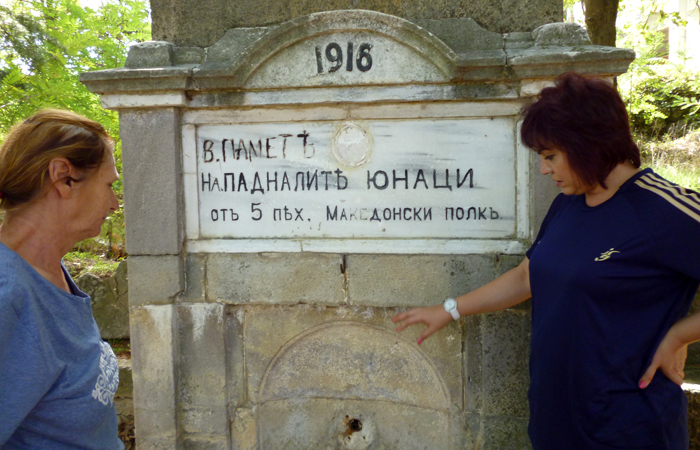 1916
В. ПАМЕТЬ
НА ПАДНАЛИТѢ ЮНАЦИ
ОТЪ 5 ПѢХ. МАКЕДОНСКИ ПОЛКЪ